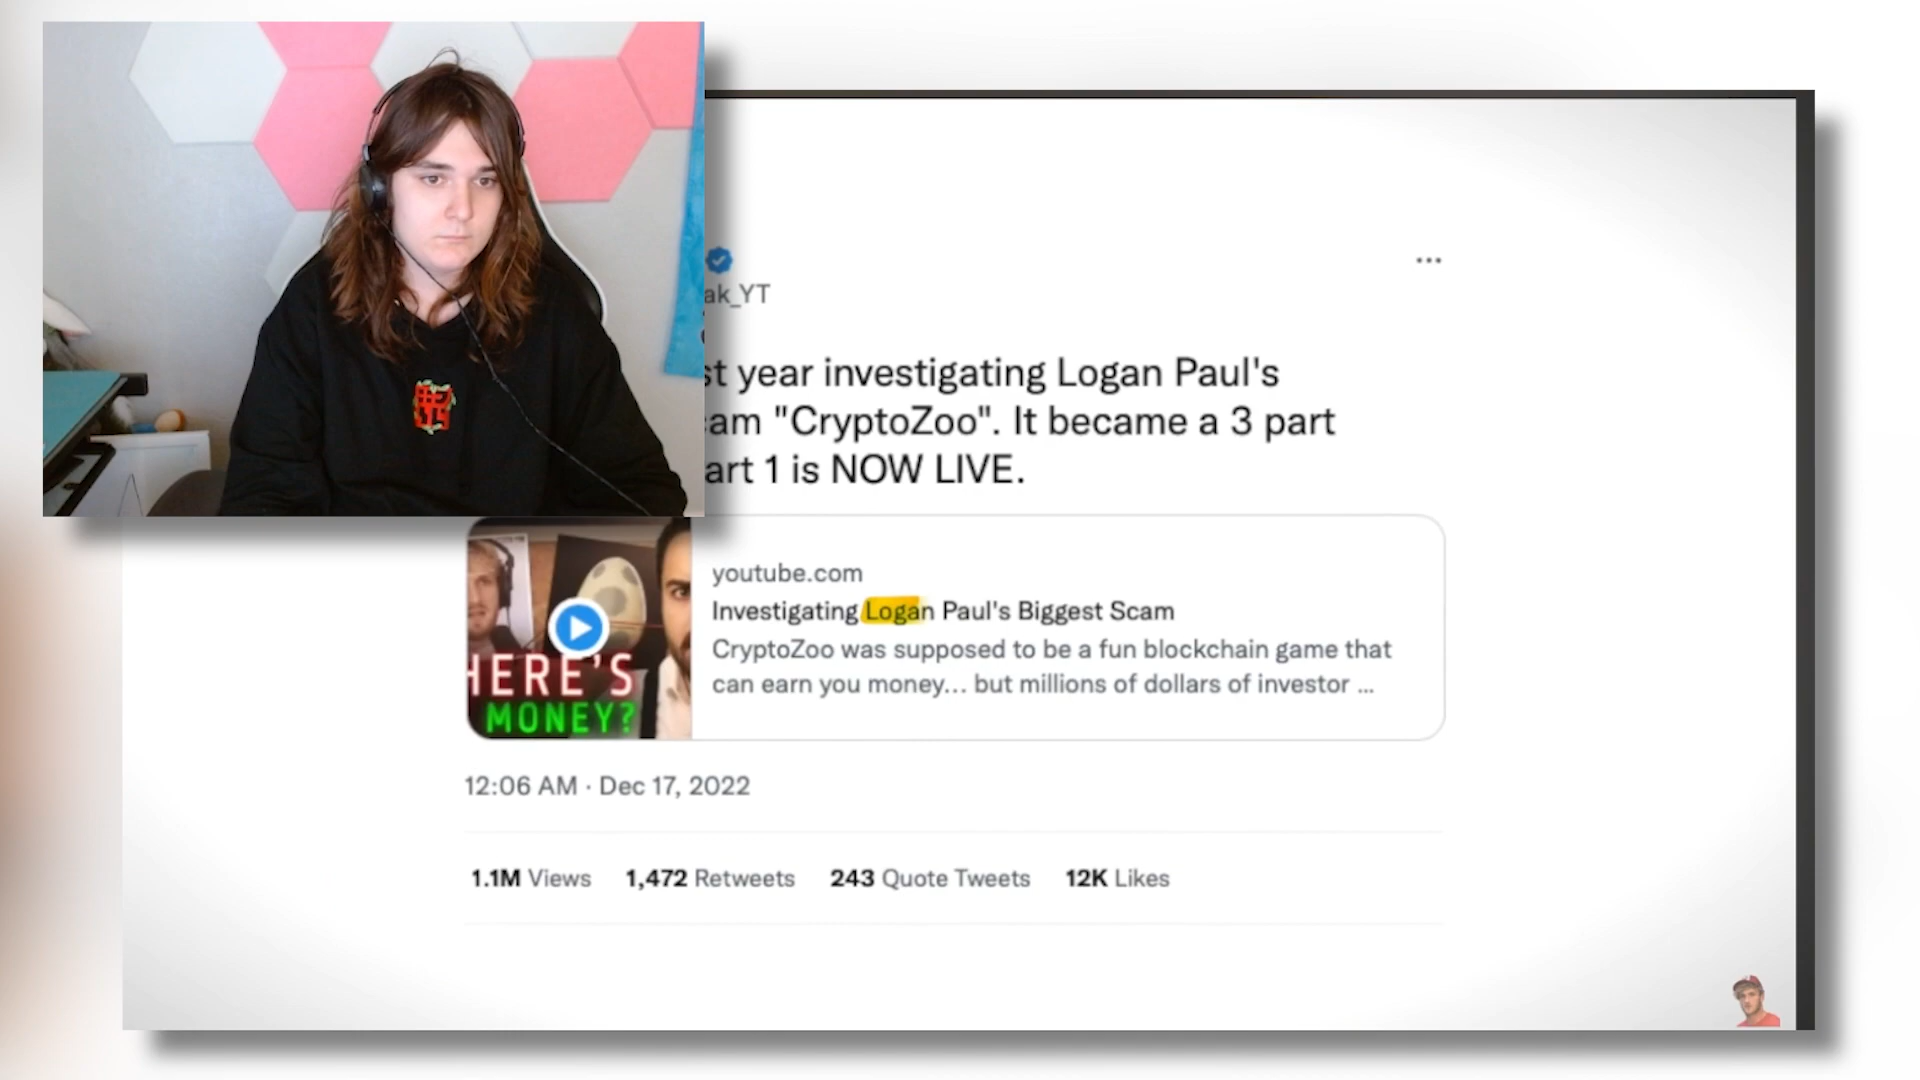 ak_YT
st year investigating Logan Paul's
am "CryptoZoo". It became a 3 part
art 1 is NOW LIVE.
HERE'S
MONEY?
youtube.com
Investigating Logan Paul's Biggest Scam
CryptoZoo was supposed to be a fun blockchain game that
can earn you money... but millions of dollars of investor ...
12:06 AM · Dec 17, 2022
1.1M Views 1,472 Retweets 243 Quote Tweets 12K Likes